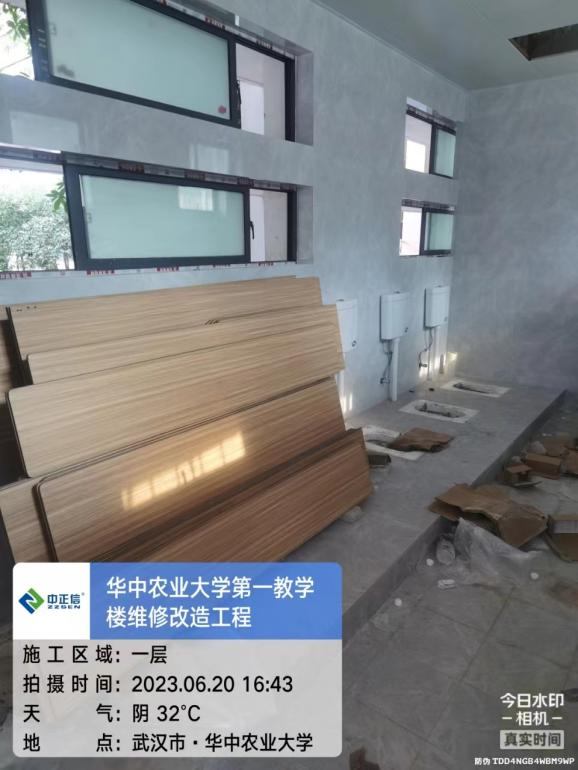 中正信
ZZSEN
华中农业大学第一教学
楼维修改造工程
施工区域：一层
拍摄时间：2023.06.20 16:43
天气：阴 32°C
地点：武汉市·华中农业大学
今日水印
-相机-
真实时间
防伪 TDD4NGB4WBM9WP